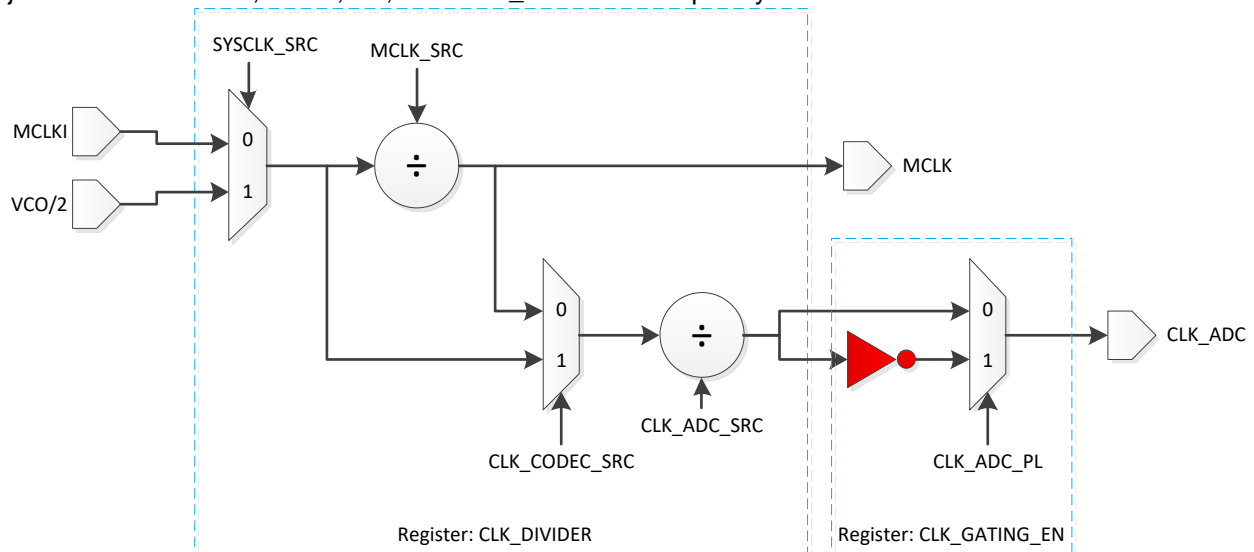 SYSCLK_SRC
MCLK_SRC
MCLKI
0
÷
MCLK
1
VCO/2
0
÷
0
CLK_ADC
1
1
CLK_ADC_SRC
CLK_CODEC_SRC
CLK_ADC_PL
Register: CLK_DIVIDER
Register: CLK_GATING_EN